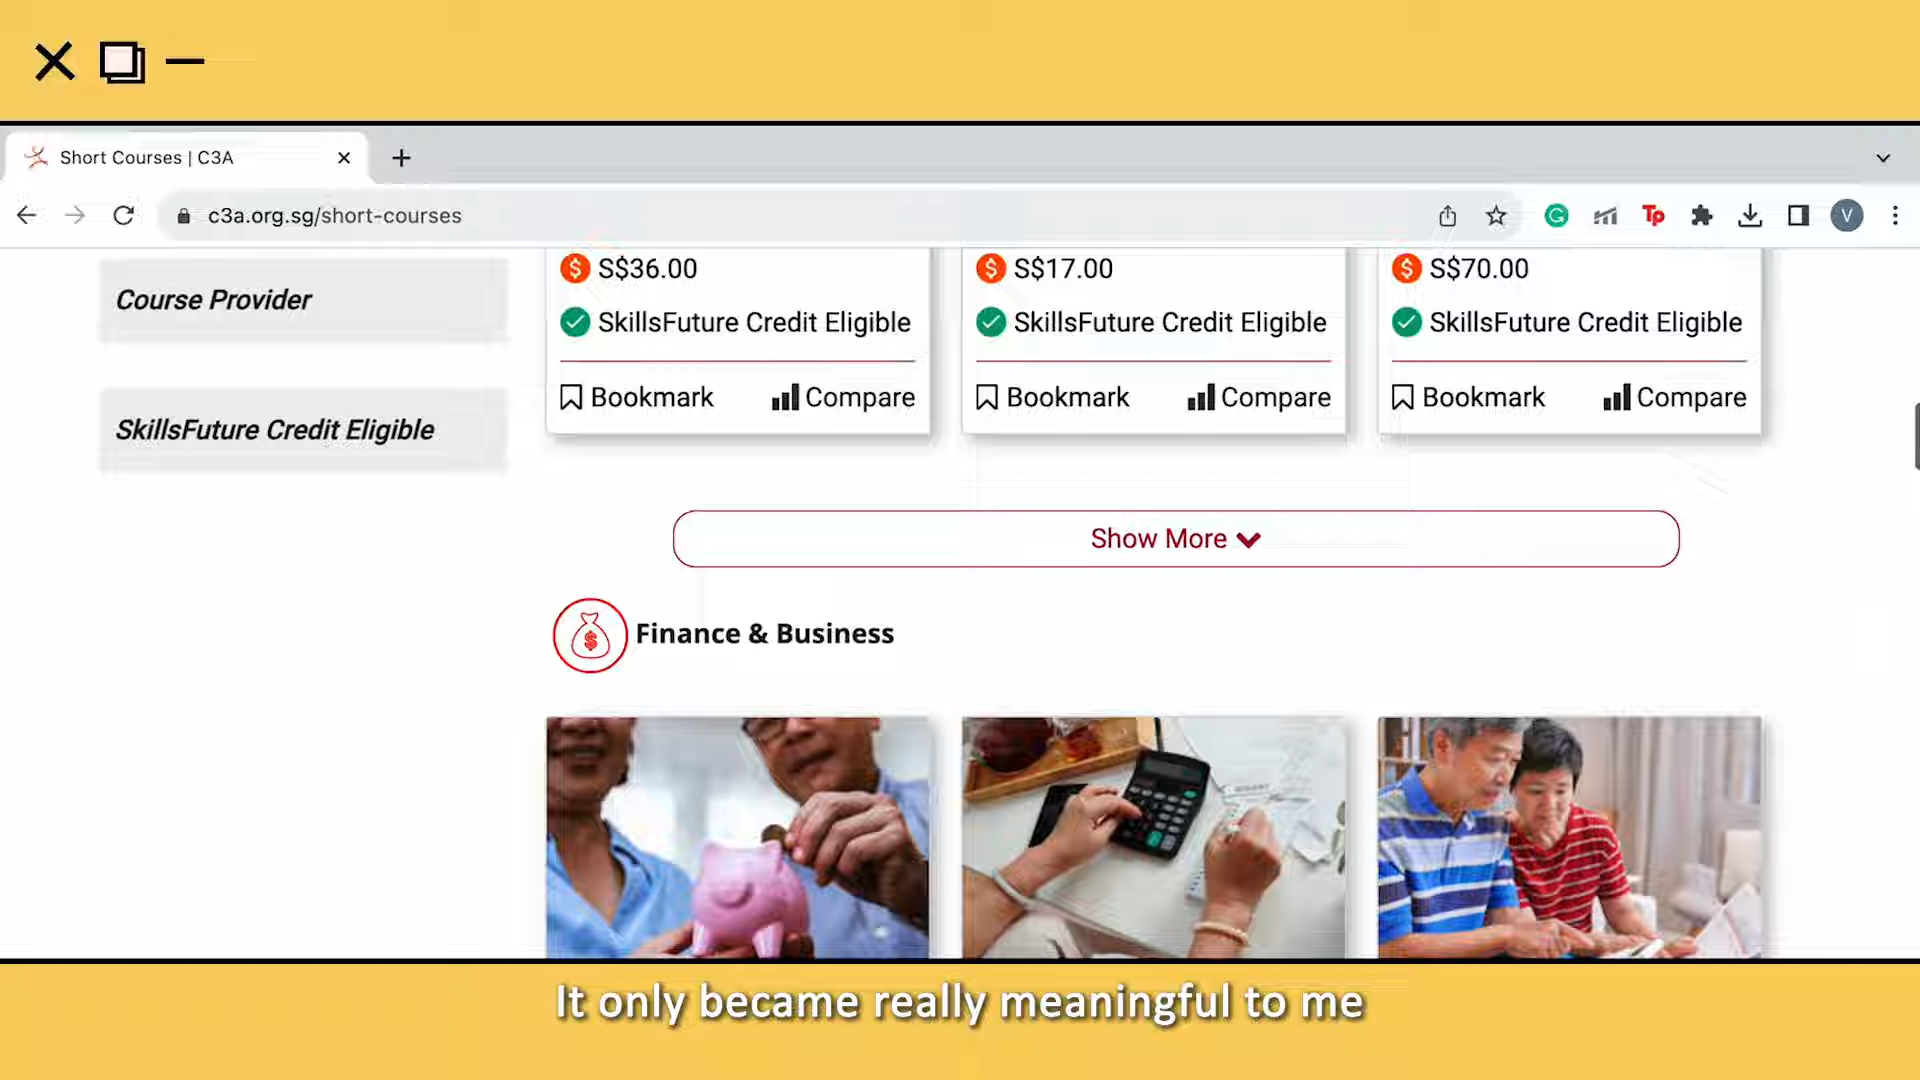 Short Courses | C3A
c3a.org.sg/short-courses
Tp
V
Course Provider
SkillsFuture Credit Eligible
$ S$36.00
SkillsFuture Credit Eligible
Bookmark Compare
$ S$17.00
SkillsFuture Credit Eligible
Bookmark Compare
$ S$70.00
SkillsFuture Credit Eligible
Bookmark Compare
Show More
$
Finance & Business
It only became really meaningful to me